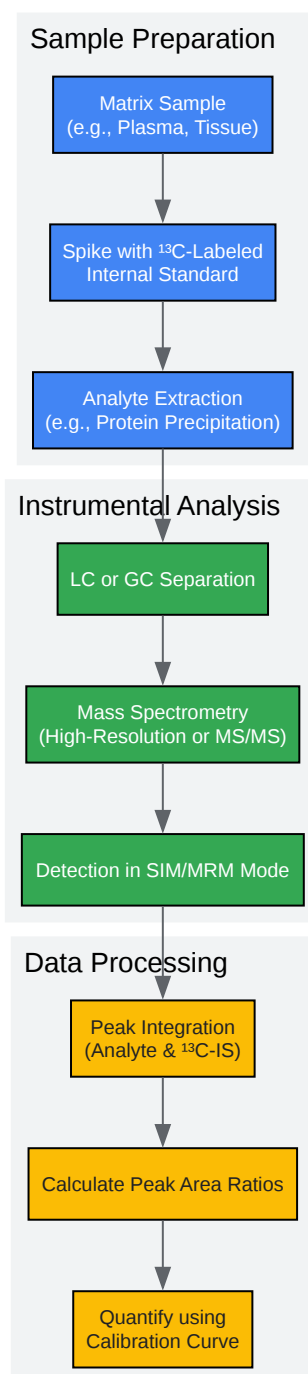 Sample Preparation
Matrix Sample
(e.g., Plasma, Tissue)
Spike with ¹³C-Labeled
Internal Standard
Analyte Extraction
(e.g., Protein Precipitation)
Instrumental Analysis
LC or GC Separation
Mass Spectrometry
(High-Resolution or MS/MS)
Detection in SIM/MRM Mode
Data Processing
Peak Integration
(Analyte & ¹³C-IS)
Calculate Peak Area Ratios
Quantify using
Calibration Curve